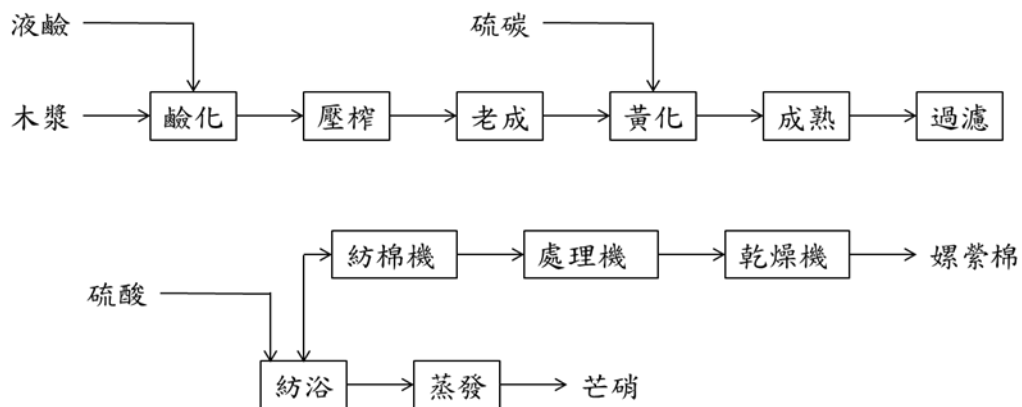 液鹼
硫碳
木漿 鹼化 壓榨 老成 黃化 成熟 過濾
紡棉機 處理機 乾燥機 嫘縈棉
硫酸
紡浴 蒸發 芒硝